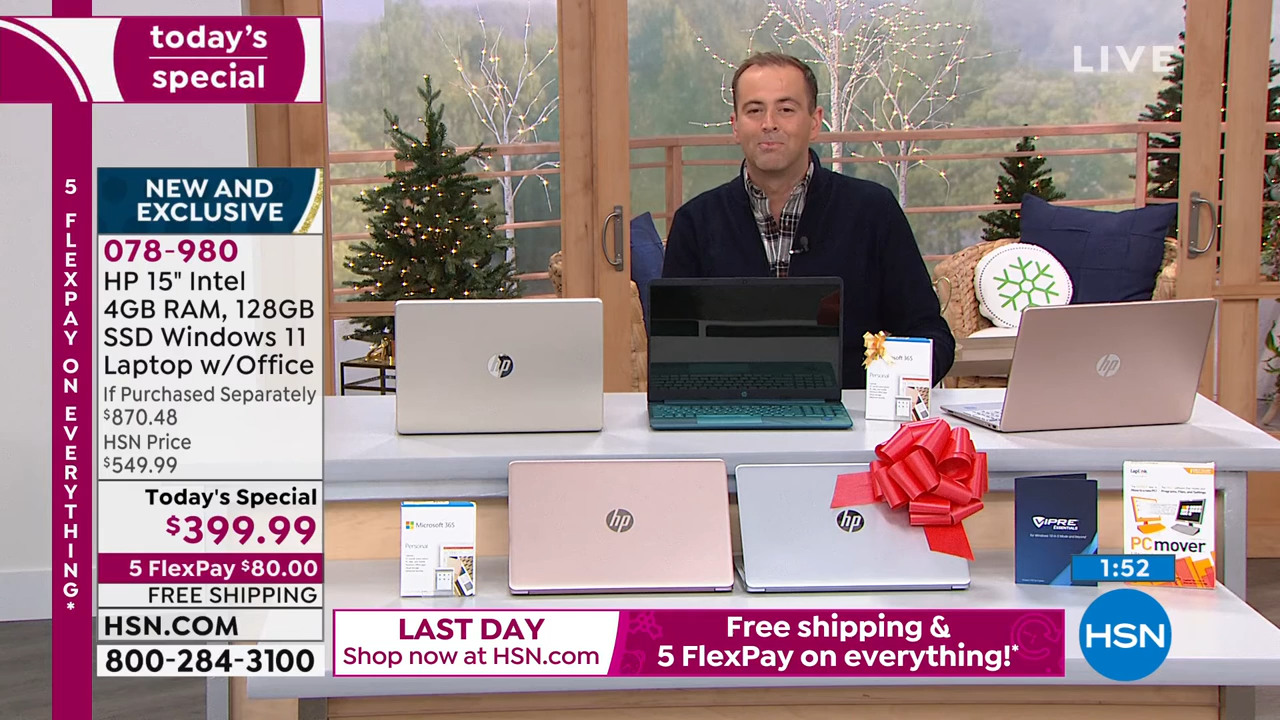 today's
special
LIVE
5 FLEXPAY ON EVERYTHING*
NEW AND
EXCLUSIVE
078-980
HP 15" Intel
4GB RAM, 128GB
SSD Windows 11
Laptop w/Office
If Purchased Separately
$870.48
HSN Price
$549.99
Today's Special
$399.99
5 FlexPay $80.00
FREE SHIPPING
HSN.COM
800-284-3100
hp
hp
Personal
hp
hp
Microsoft 365
Personal
VIPRE
ESSENTIALS
PCmover
1:52
LAST DAY
Shop now at HSN.com
Free shipping &
5 FlexPay on everything!*
HSN